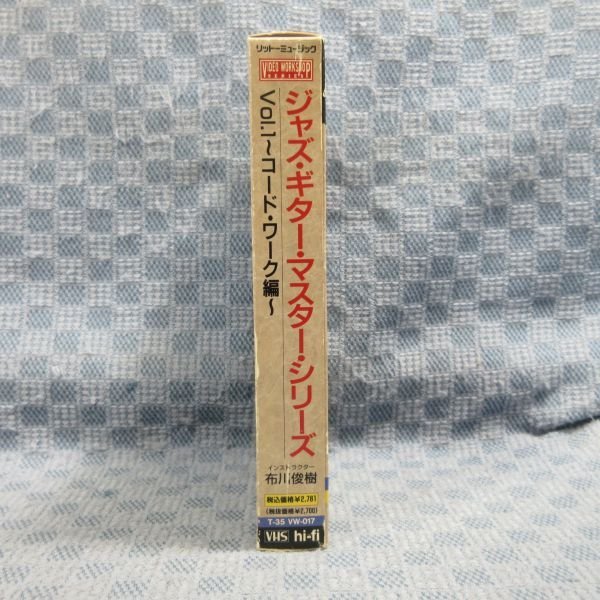 リットーミュージック
VIDEO WORKSHOP
SERIES
ジャズ・ギター・マスター・シリーズ
Vol.1〜コード・ワーク編〜
インストラクター
布川俊樹
税込価格¥2,781
(税抜価格¥2,700)
T-35 VW-017
VHS hi-fi